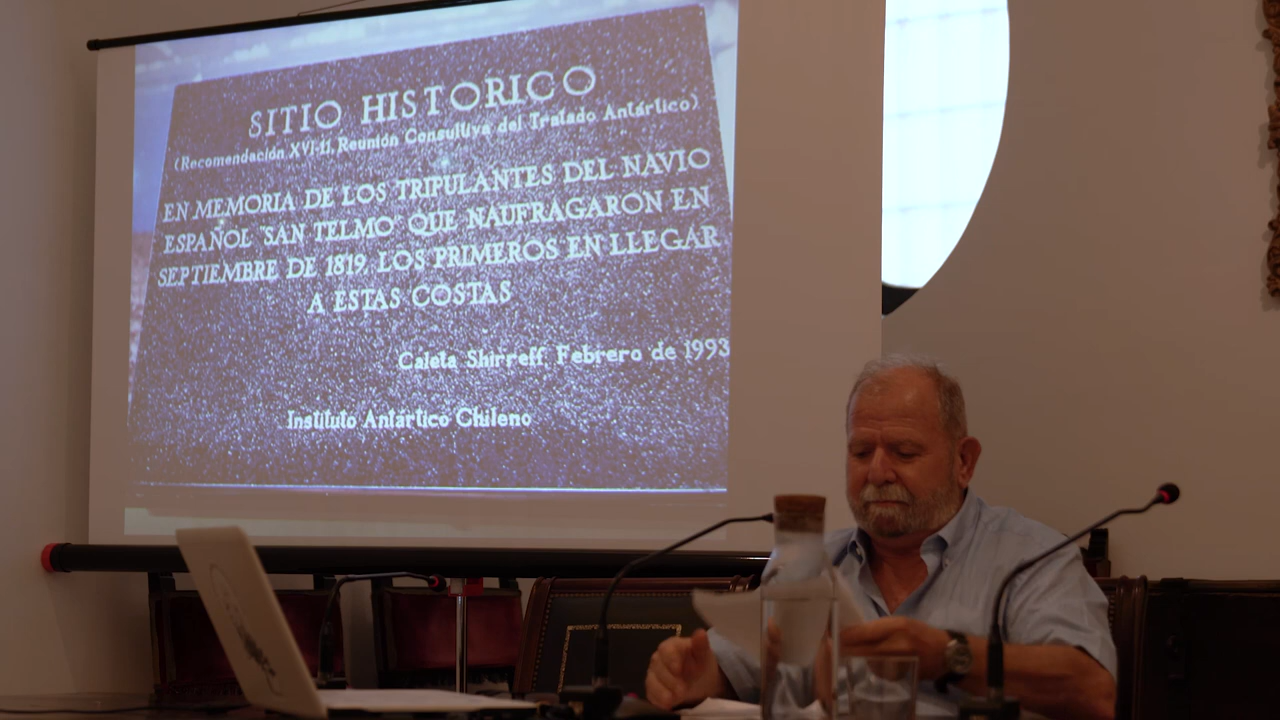 SITIO HISTORICO
(Recomendación XVI-11, Reunión Consultiva del Tratado Antártico)
EN MEMORIA DE LOS TRIPULANTES DEL NAVIO
ESPAÑOL "SAN TELMO" QUE NAUFRAGARON EN
SEPTIEMBRE DE 1819, LOS PRIMEROS EN LLEGAR
A ESTAS COSTAS
Caleta Shirreff, Febrero de 1993
Instituto Antártico Chileno